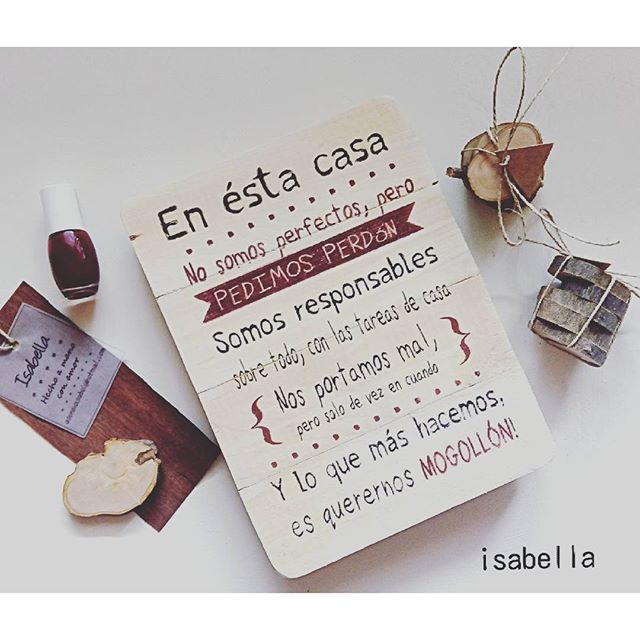 En ésta casa
No somos perfectos, pero
PEDIMOS PERDÓN
Somos responsables
sobre todo, con las tareas de casa
Nos portamos mal,
pero solo de vez en cuando
Y lo que más hacemos,
es querernos MOGOLLÓN!
Isabella
Hecho a mano
con amor
isabella